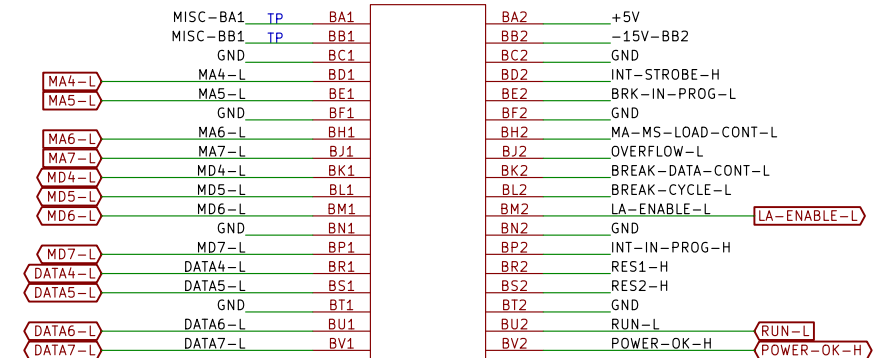 MISC-BA1 TP BA1 BA2 +5V
MISC-BB1 TP BB1 BB2 -15V-BB2
GND BC1 BC2 GND
MA4-L MA4-L BD1 BD2 INT-STROBE-H
MA5-L MA5-L BE1 BE2 BRK-IN-PROG-L
GND BF1 BF2 GND
MA6-L MA6-L BH1 BH2 MA-MS-LOAD-CONT-L
MA7-L MA7-L BJ1 BJ2 OVERFLOW-L
MD4-L MD4-L BK1 BK2 BREAK-DATA-CONT-L
MD5-L MD5-L BL1 BL2 BREAK-CYCLE-L
MD6-L MD6-L BM1 BM2 LA-ENABLE-L LA-ENABLE-L
GND BN1 BN2 GND
MD7-L MD7-L BP1 BP2 INT-IN-PROG-H
DATA4-L DATA4-L BR1 BR2 RES1-H
DATA5-L DATA5-L BS1 BS2 RES2-H
GND BT1 BT2 GND
DATA6-L DATA6-L BU1 BU2 RUN-L RUN-L
DATA7-L DATA7-L BV1 BV2 POWER-OK-H POWER-OK-H